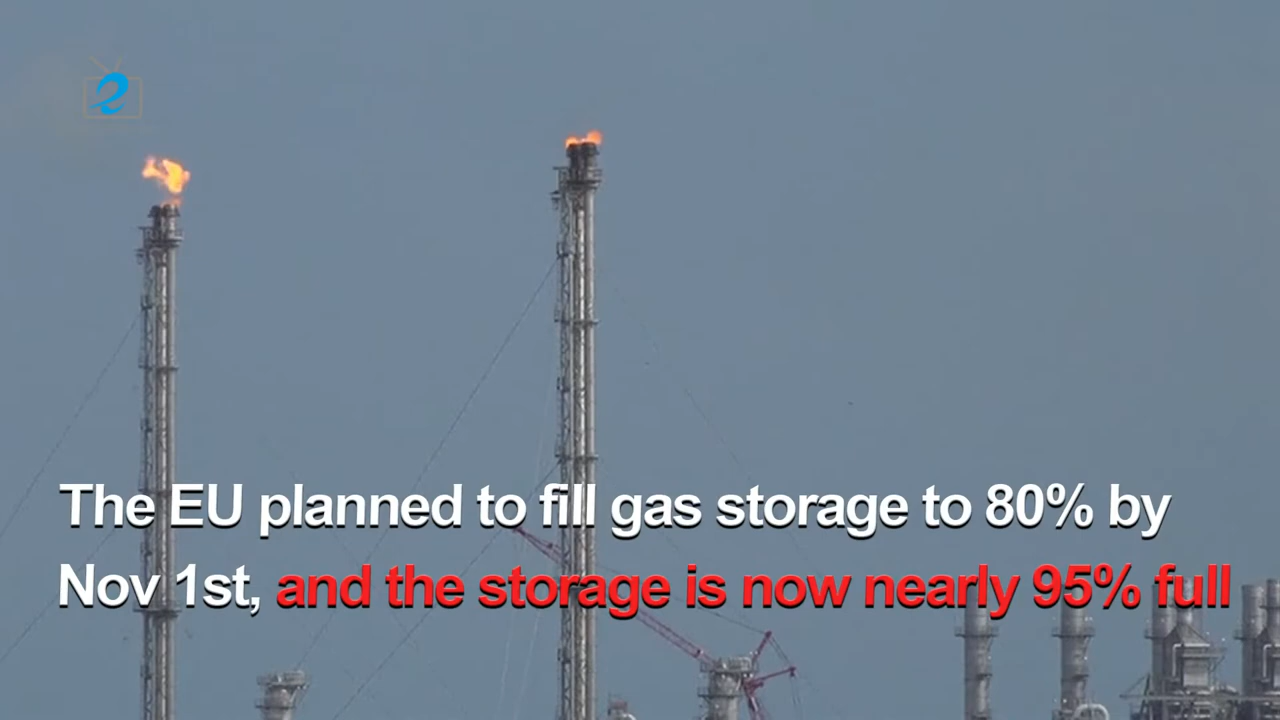 The EU planned to fill gas storage to 80% by
Nov 1st, and the storage is now nearly 95% full